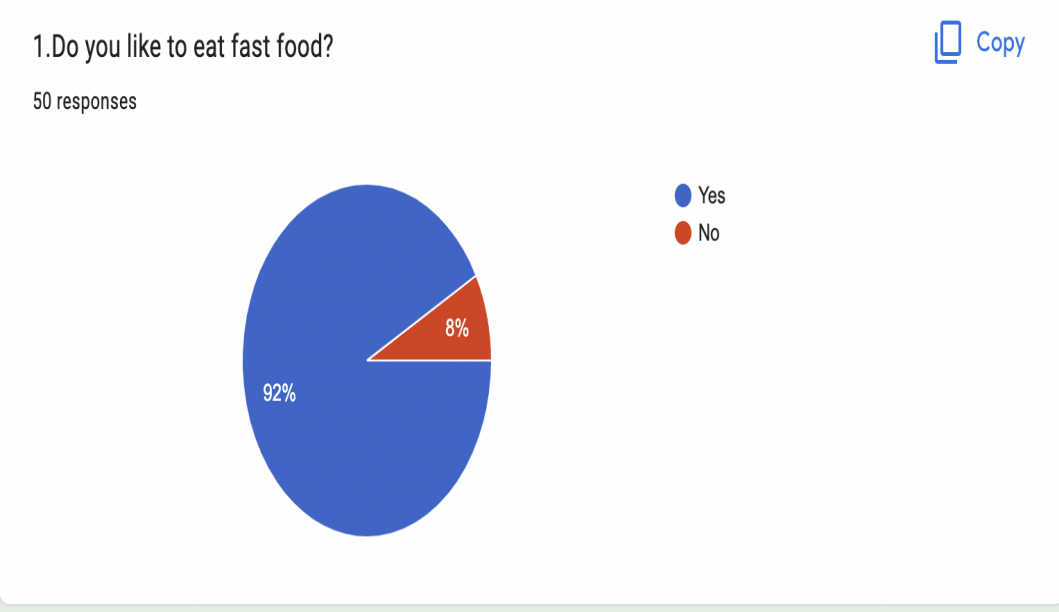 1.Do you like to eat fast food?
Copy
50 responses
Yes
No
8%
92%